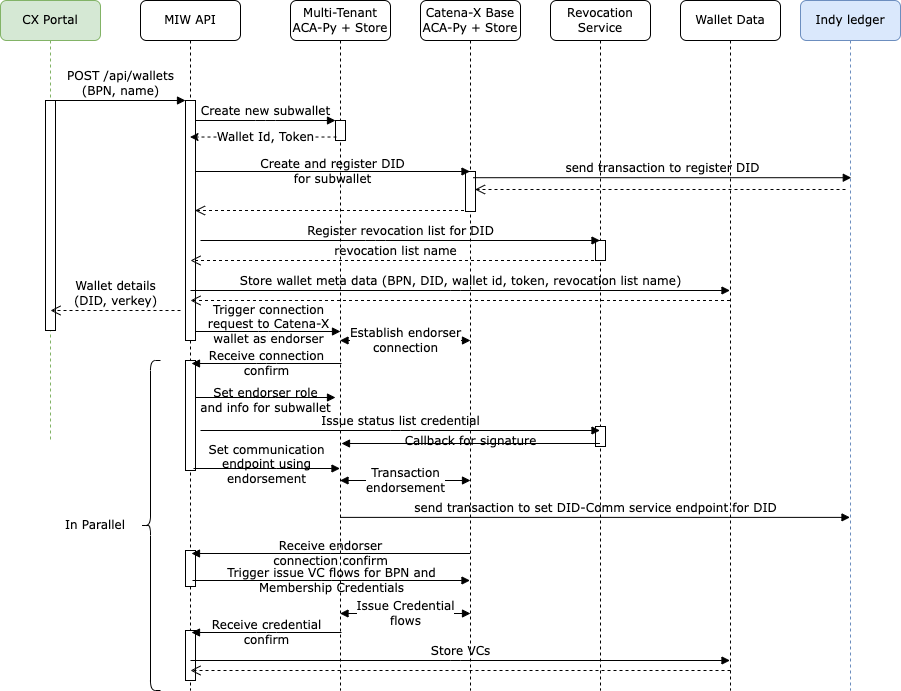 CX Portal
MIW API
Multi-Tenant
ACA-Py + Store
Catena-X Base
ACA-Py + Store
Revocation
Service
Wallet Data
Indy ledger
POST /api/wallets
(BPN, name)
Create new subwallet
Wallet Id, Token
Create and register DID
for subwallet
send transaction to register DID
Register revocation list for DID
revocation list name
Store wallet meta data (BPN, DID, wallet id, token, revocation list name)
Wallet details
(DID, verkey)
Trigger connection
request to Catena-X
wallet as endorser
Establish endorser
connection
Receive connection
confirm
Set endorser role
and info for subwallet
Issue status list credential
Callback for signature
Set communication
endpoint using
endorsement
Transaction
endorsement
send transaction to set DID-Comm service endpoint for DID
In Parallel
Receive endorser
connection confirm
Trigger issue VC flows for BPN and
Membership Credentials
Issue Credential
flows
Receive credential
confirm
Store VCs